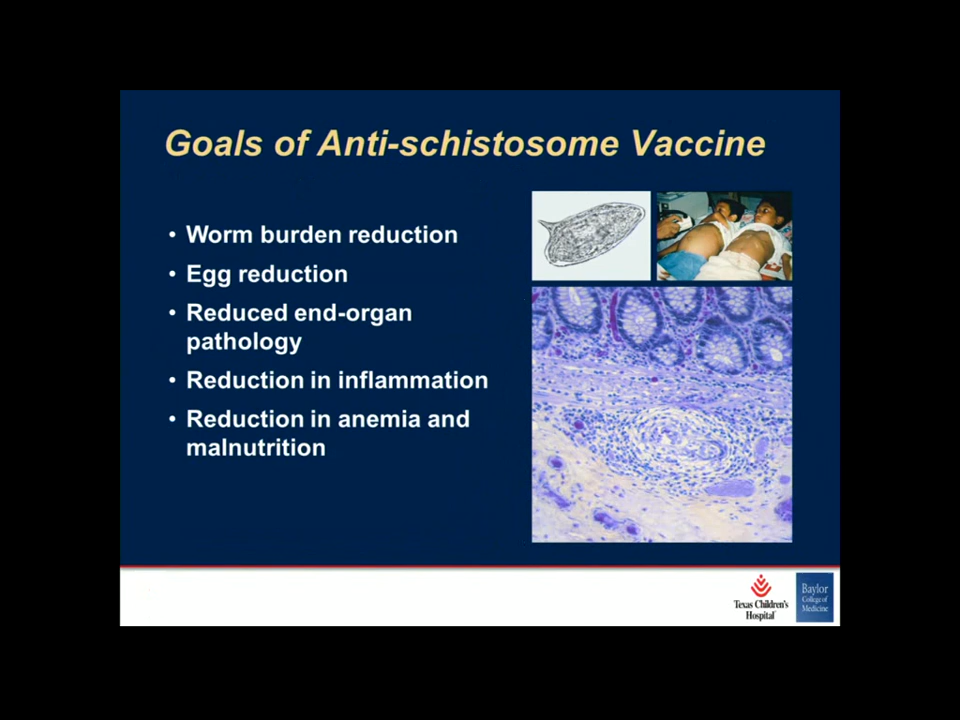 Goals of Anti-schistosome Vaccine
• Worm burden reduction
• Egg reduction
• Reduced end-organ
pathology
• Reduction in inflammation
• Reduction in anemia and
malnutrition
Texas Children's
Hospital
Baylor
College of
Medicine